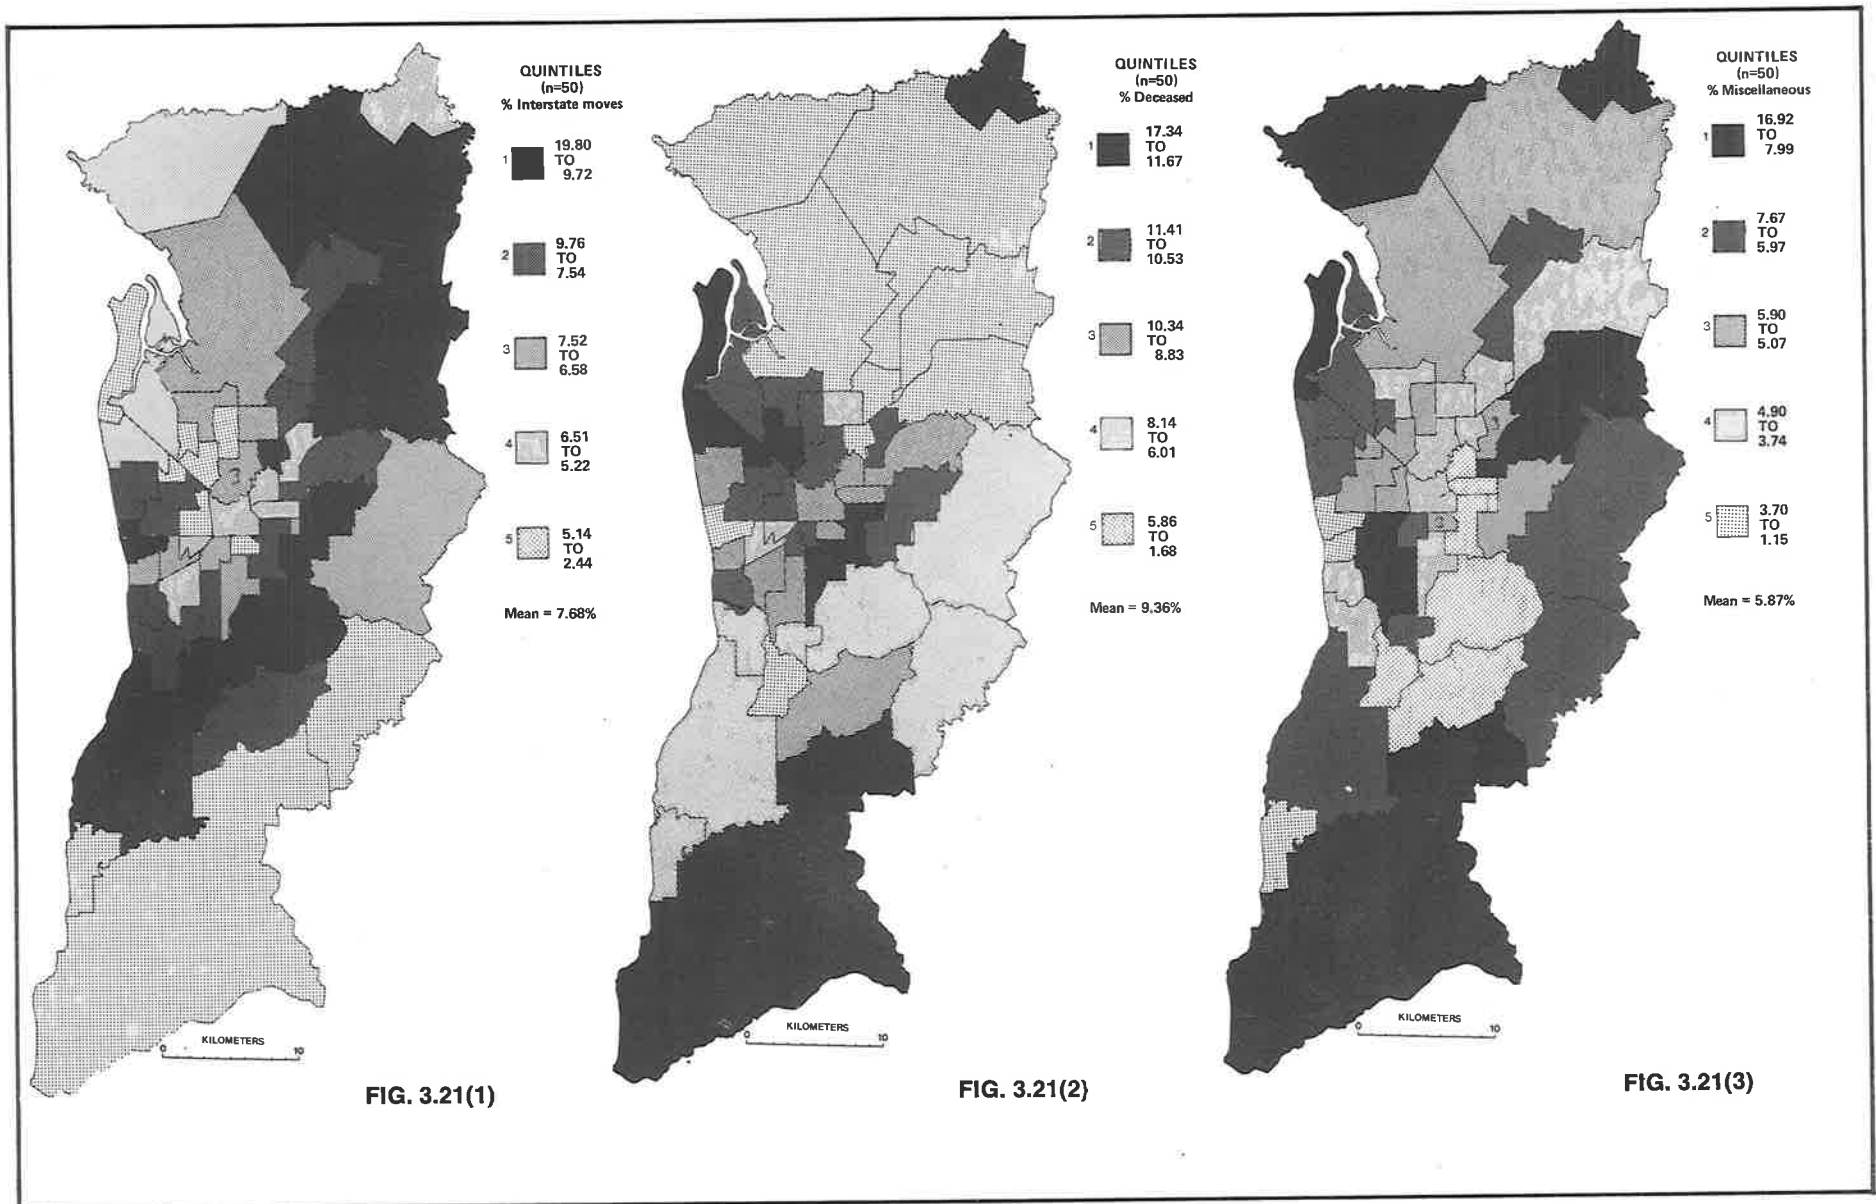 QUINTILES
(n=50)
% Interstate moves
1
19.80
TO
9.72
2
9.76
TO
7.54
3
7.52
TO
6.58
4
6.51
TO
5.22
5
5.14
TO
2.44
Mean = 7.68%
0
KILOMETERS
10
FIG. 3.21(1)
QUINTILES
(n=50)
% Deceased
1
17.34
TO
11.67
2
11.41
TO
10.53
3
10.34
TO
8.83
4
8.14
TO
6.01
5
5.86
TO
1.68
Mean = 9.36%
0
KILOMETERS
10
FIG. 3.21(2)
QUINTILES
(n=50)
% Miscellaneous
1
16.92
TO
7.99
2
7.67
TO
5.97
3
5.90
TO
5.07
4
4.90
TO
3.74
5
3.70
TO
1.15
Mean = 5.87%
0
KILOMETERS
10
FIG. 3.21(3)